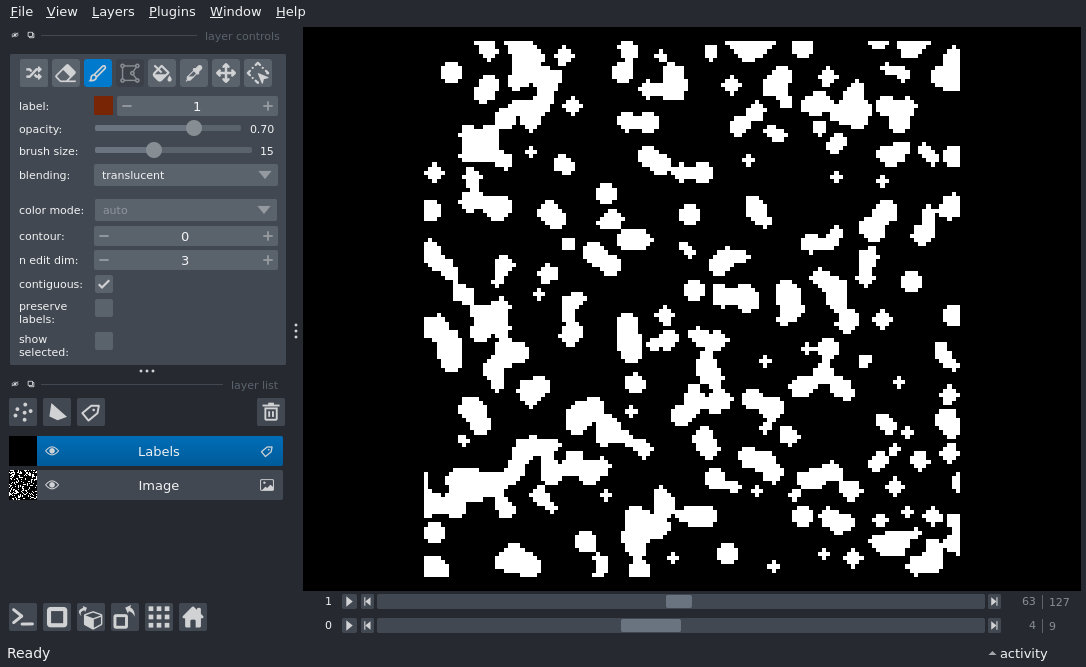 File View Layers Plugins Window Help
layer controls
label: 1
opacity: 0.70
brush size: 15
blending: translucent
color mode: auto
contour: 0
n edit dim: 3
contiguous:
preserve
labels:
show
selected:
layer list
Labels
Image
1 63 127
0 4 9
Ready activity